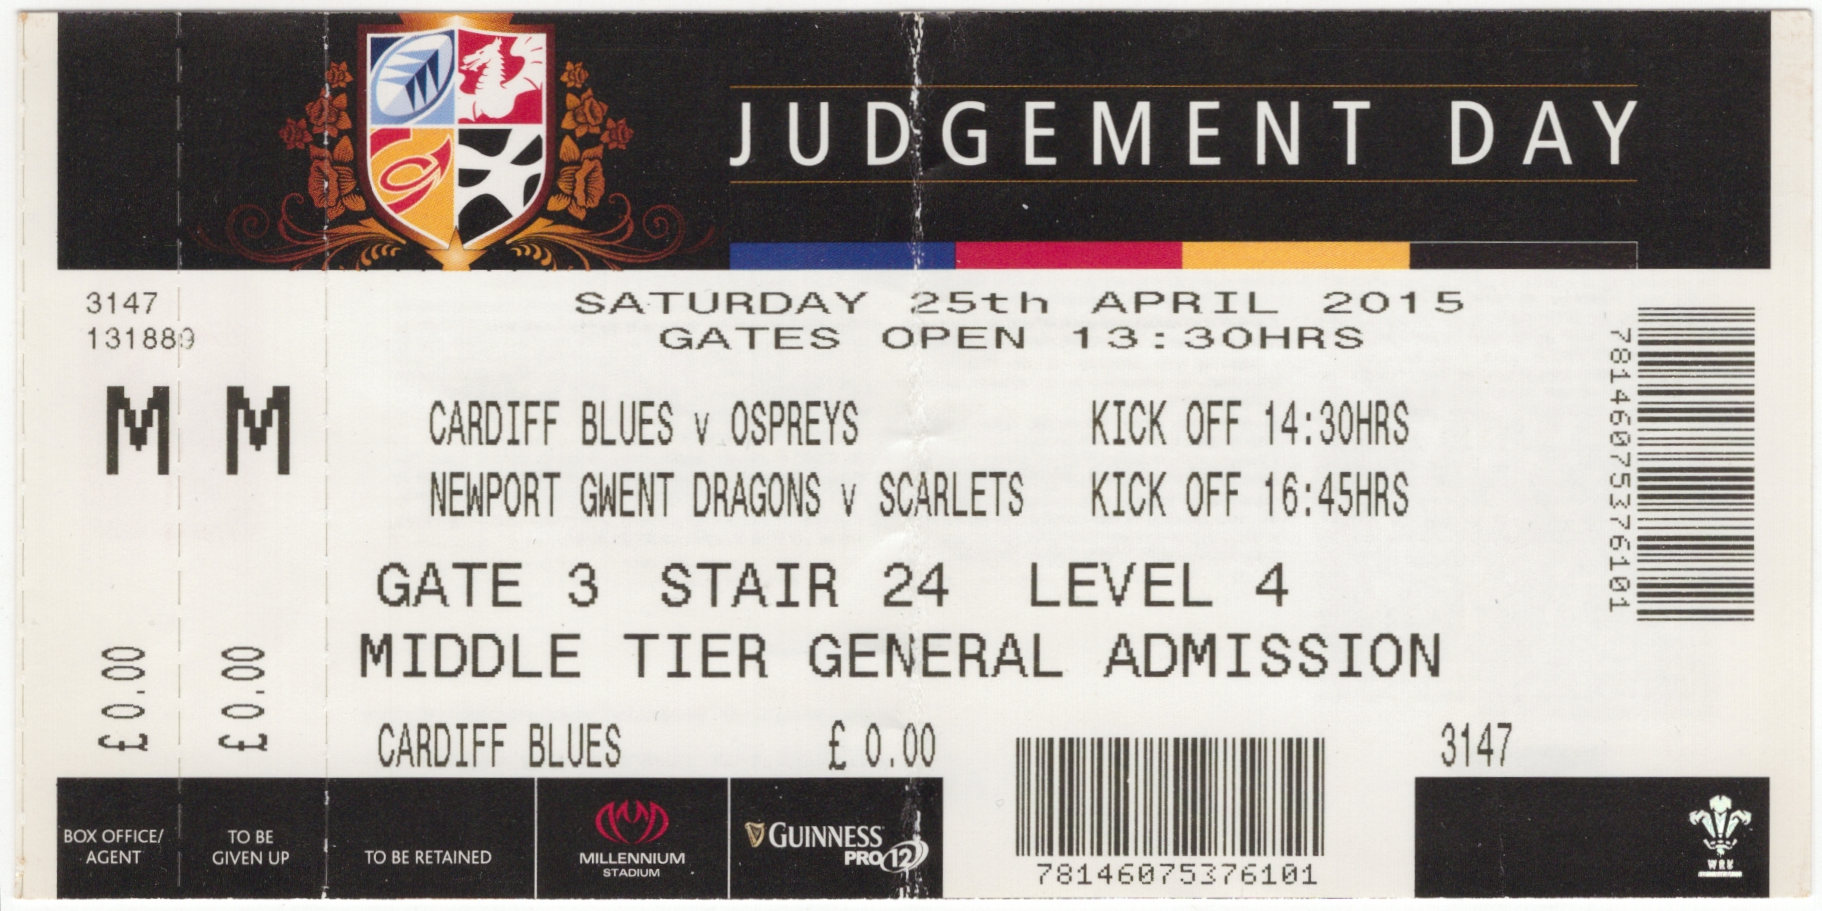 JUDGEMENT DAY
3147
131889
SATURDAY 25th APRIL 2015
GATES OPEN 13:30HRS
M M
CARDIFF BLUES v OSPREYS KICK OFF 14:30HRS
NEWPORT GWENT DRAGONS v SCARLETS KICK OFF 16:45HRS
78146075376101
GATE 3 STAIR 24 LEVEL 4
MIDDLE TIER GENERAL ADMISSION
£0.00 £0.00
CARDIFF BLUES £ 0.00
3147
78146075376101
BOX OFFICE/
AGENT
TO BE
GIVEN UP
TO BE RETAINED
MILLENNIUM
STADIUM
GUINNESS
PRO12
WRU